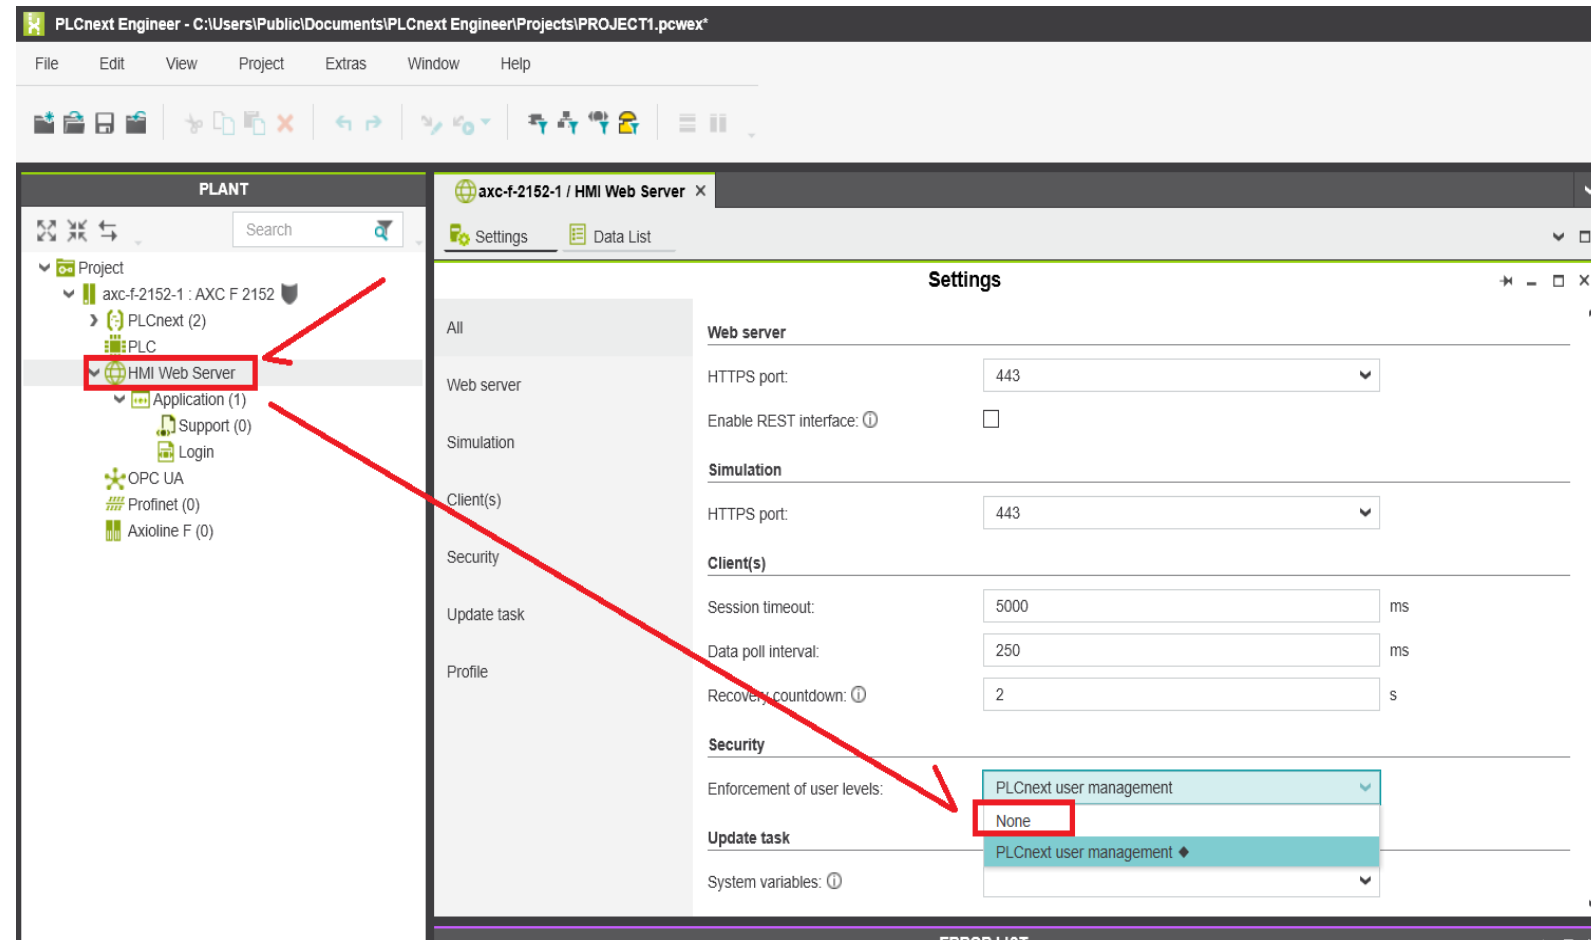 PLCnext Engineer - C:\Users\Public\Documents\PLCnext Engineer\Projects\PROJECT1.pcwex*
File Edit View Project Extras Window Help
PLANT
Search
Project
axc-f-2152-1 : AXC F 2152
PLCnext (2)
PLC
HMI Web Server
Application (1)
Support (0)
Login
OPC UA
Profinet (0)
Axioline F (0)
axc-f-2152-1 / HMI Web Server
Settings Data List
Settings
All
Web server
Simulation
Client(s)
Security
Update task
Profile
Web server
HTTPS port: 443
Enable REST interface:
Simulation
HTTPS port: 443
Client(s)
Session timeout: 5000 ms
Data poll interval: 250 ms
Recovery countdown: 2 s
Security
Enforcement of user levels: PLCnext user management
None
PLCnext user management
Update task
System variables:
ERROR LIST